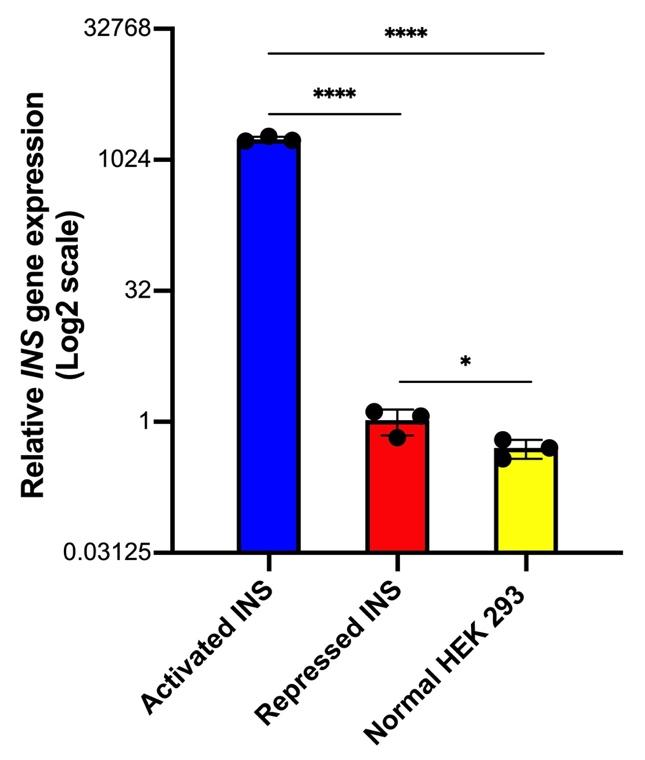 32768
****
****
1024
32
*
1
0.03125
Relative INS gene expression
(Log2 scale)
Activated INS
Repressed INS
Normal HEK 293